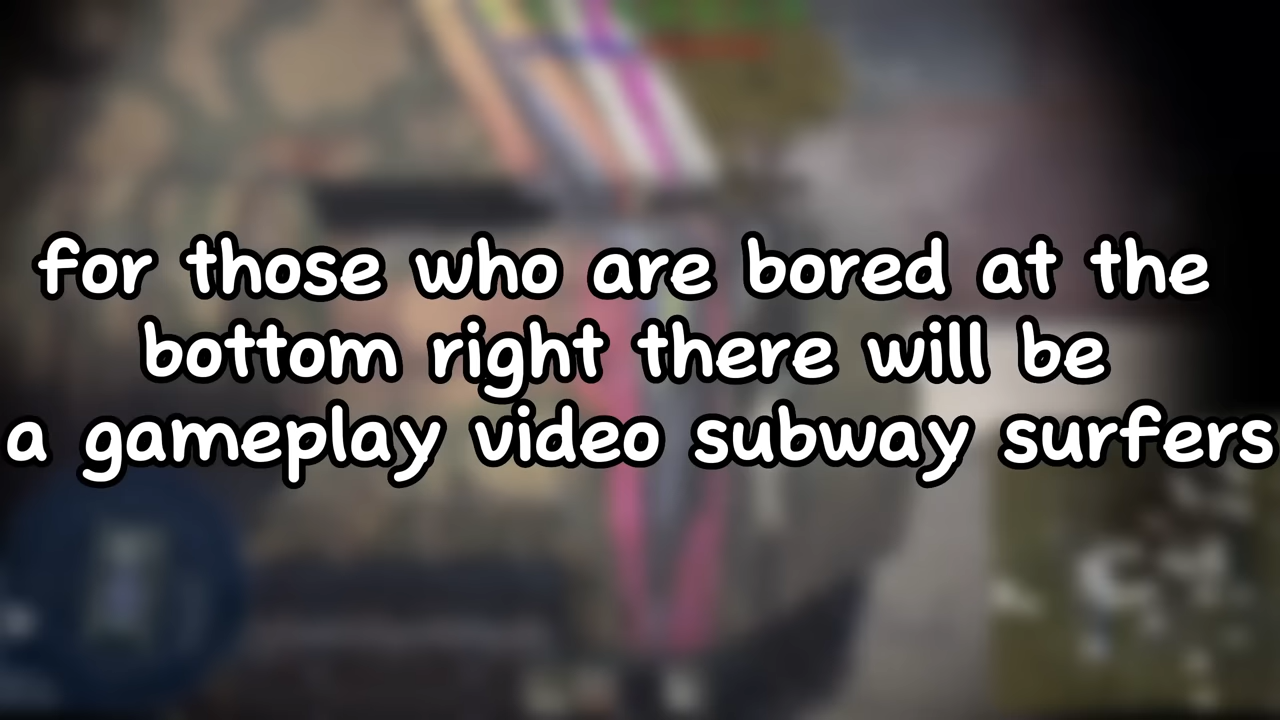 for those who are bored at the
bottom right there will be
a gameplay video subway surfers